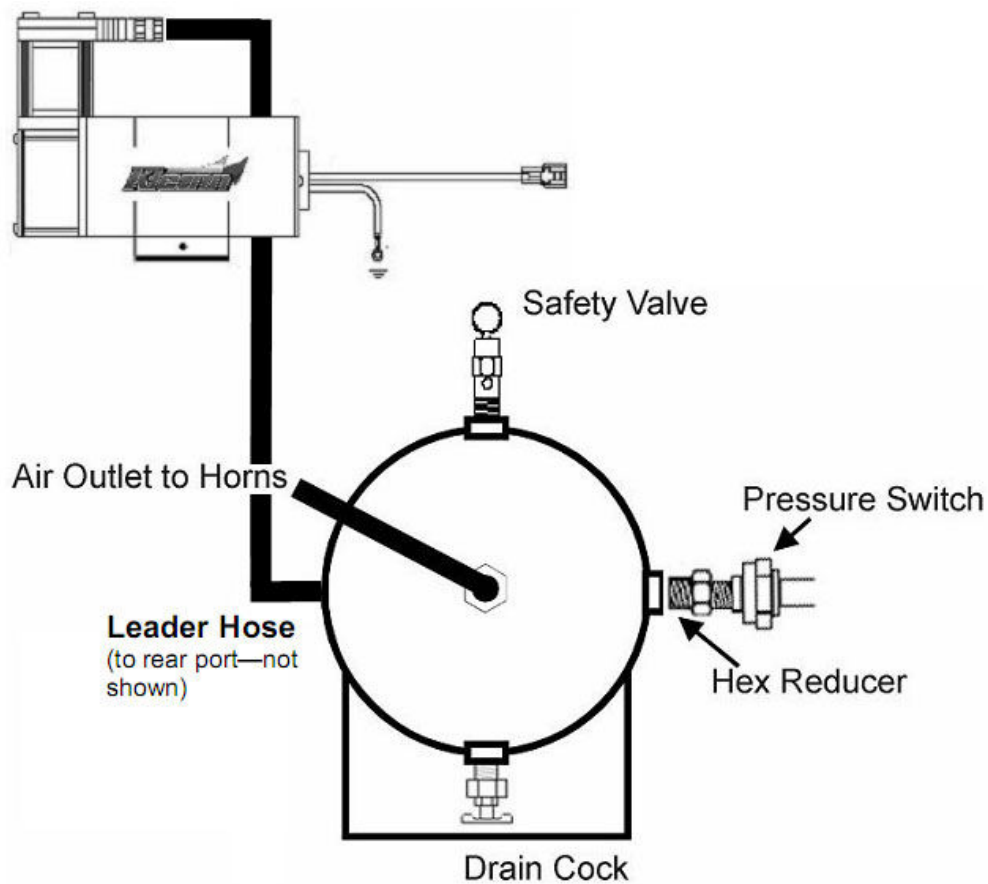 Kleinn
Safety Valve
Air Outlet to Horns
Pressure Switch
Leader Hose
(to rear port—not
shown)
Hex Reducer
Drain Cock